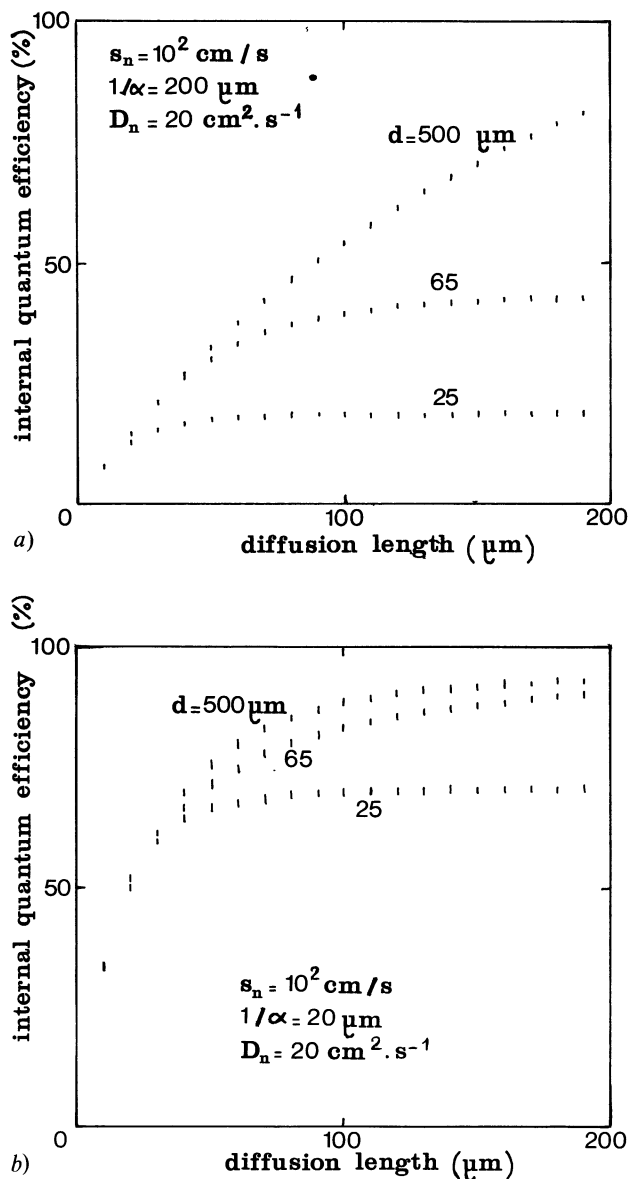 100
internal quantum efficiency (%)
sₙ = 10² cm / s
1/α = 200 µm
Dₙ = 20 cm². s⁻¹
d = 500 µm
50
65
25
0
100
200
a)
diffusion length (µm)
internal quantum efficiency (%)
100
d = 500 µm
65
25
50
sₙ = 10² cm / s
1/α = 20 µm
Dₙ = 20 cm². s⁻¹
0
100
200
b)
diffusion length (µm)